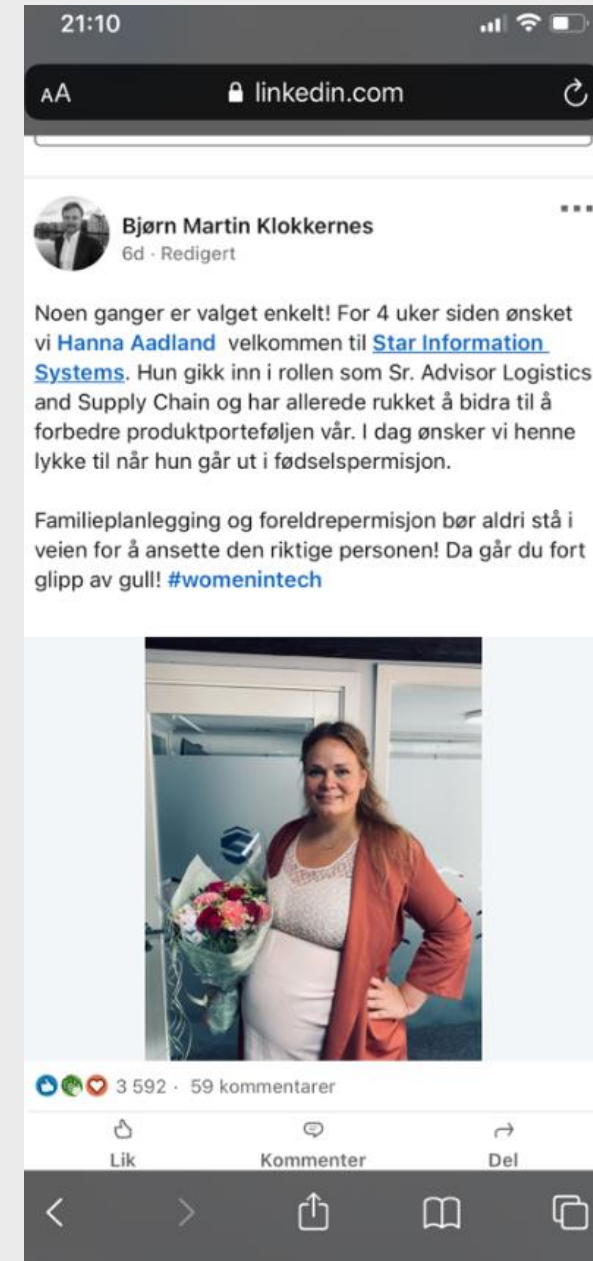 21:10
AA linkedin.com
Bjørn Martin Klokkernes
6d · Redigert
Noen ganger er valget enkelt! For 4 uker siden ønsket
vi Hanna Aadland velkommen til Star Information
Systems. Hun gikk inn i rollen som Sr. Advisor Logistics
and Supply Chain og har allerede rukket å bidra til å
forbedre produktporteføljen vår. I dag ønsker vi henne
lykke til når hun går ut i fødselspermisjon.
Familieplanlegging og foreldrepermisjon bør aldri stå i
veien for å ansette den riktige personen! Da går du fort
glipp av gull! #womenintech
3 592 · 59 kommentarer
Lik Kommenter Del